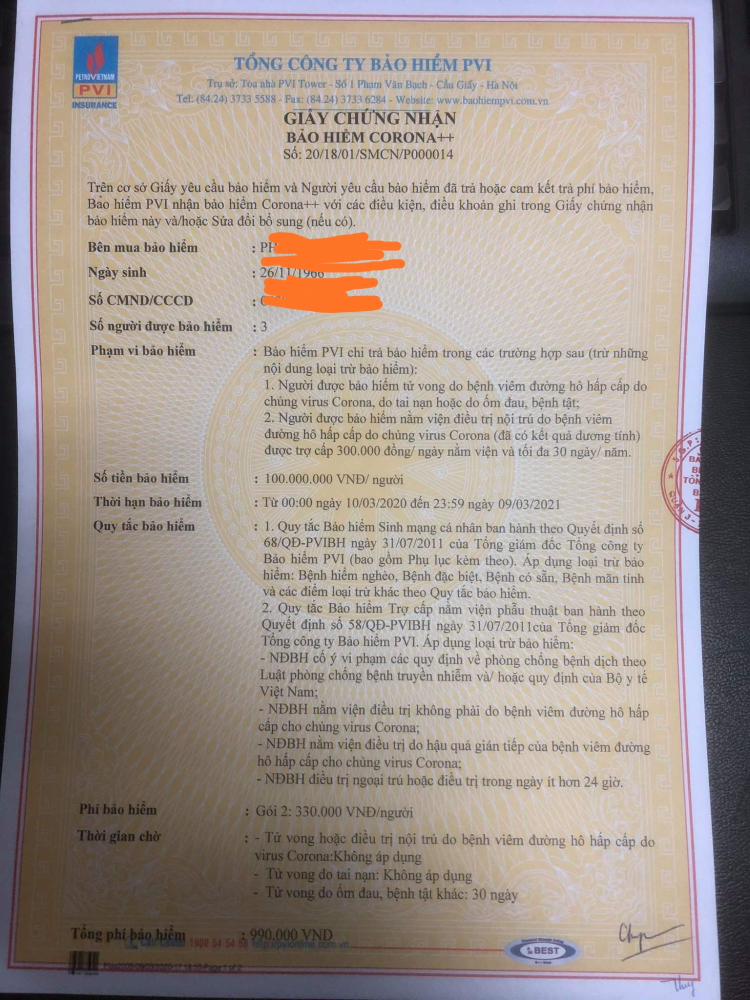 PETROVIETNAM
PVI
INSURANCE
TỔNG CÔNG TY BẢO HIỂM PVI
Trụ sở: Tòa nhà PVI Tower - Số 1 Phạm Văn Bạch - Cầu Giấy - Hà Nội
Tel: (84.24) 3733 5588 - Fax: (84.24) 3733 6284 - Website: www.baohiempvi.com.vn
GIẤY CHỨNG NHẬN
BẢO HIỂM CORONA++
Số: 20/18/01/SMCN/P000014
Trên cơ sở Giấy yêu cầu bảo hiểm và Người yêu cầu bảo hiểm đã trả hoặc cam kết trả phí bảo hiểm,
Bảo hiểm PVI nhận bảo hiểm Corona++ với các điều kiện, điều khoản ghi trong Giấy chứng nhận
bảo hiểm này và/hoặc Sửa đổi bổ sung (nếu có).
Bên mua bảo hiểm : PH
Ngày sinh : 26/11/1966
Số CMND/CCCD :
Số người được bảo hiểm : 3
Phạm vi bảo hiểm : Bảo hiểm PVI chi trả bảo hiểm trong các trường hợp sau (trừ những
nội dung loại trừ bảo hiểm):
1. Người được bảo hiểm tử vong do bệnh viêm đường hô hấp cấp do
chủng virus Corona, do tai nạn hoặc do ốm đau, bệnh tật;
2. Người được bảo hiểm nằm viện điều trị nội trú do bệnh viêm
đường hô hấp cấp do chủng virus Corona (đã có kết quả dương tính)
được trợ cấp 300.000 đồng/ ngày nằm viện và tối đa 30 ngày/ năm.
Số tiền bảo hiểm : 100.000.000 VNĐ/ người
Thời hạn bảo hiểm : Từ 00:00 ngày 10/03/2020 đến 23:59 ngày 09/03/2021
Quy tắc bảo hiểm : 1. Quy tắc Bảo hiểm Sinh mạng cá nhân ban hành theo Quyết định số
68/QĐ-PVIBH ngày 31/07/2011 của Tổng giám đốc Tổng công ty
Bảo hiểm PVI (bao gồm Phụ lục kèm theo). Áp dụng loại trừ bảo
hiểm: Bệnh hiểm nghèo, Bệnh đặc biệt, Bệnh có sẵn, Bệnh mãn tính
và các điểm loại trừ khác theo Quy tắc bảo hiểm.
2. Quy tắc Bảo hiểm Trợ cấp nằm viện phẫu thuật ban hành theo
Quyết định số 58/QĐ-PVIBH ngày 31/07/2011của Tổng giám đốc
Tổng công ty Bảo hiểm PVI. Áp dụng loại trừ bảo hiểm:
- NĐBH cố ý vi phạm các quy định về phòng chống bệnh dịch theo
Luật phòng chống bệnh truyền nhiễm và/ hoặc quy định của Bộ y tế
Việt Nam;
- NĐBH nằm viện điều trị không phải do bệnh viêm đường hô hấp
cấp cho chủng virus Corona;
- NĐBH nằm viện điều trị do hậu quả gián tiếp của bệnh viêm đường
hô hấp cấp cho chủng virus Corona;
- NĐBH điều trị ngoại trú hoặc điều trị trong ngày ít hơn 24 giờ.
Phí bảo hiểm : Gói 2: 330.000 VNĐ/người
Thời gian chờ : - Tử vong hoặc điều trị nội trú do bệnh viêm đường hô hấp cấp do
virus Corona:Không áp dụng
- Tử vong do tai nạn: Không áp dụng
- Tử vong do ốm đau, bệnh tật khác: 30 ngày
Tổng phí bảo hiểm : 990.000 VND
1900 54 54 58
BEST